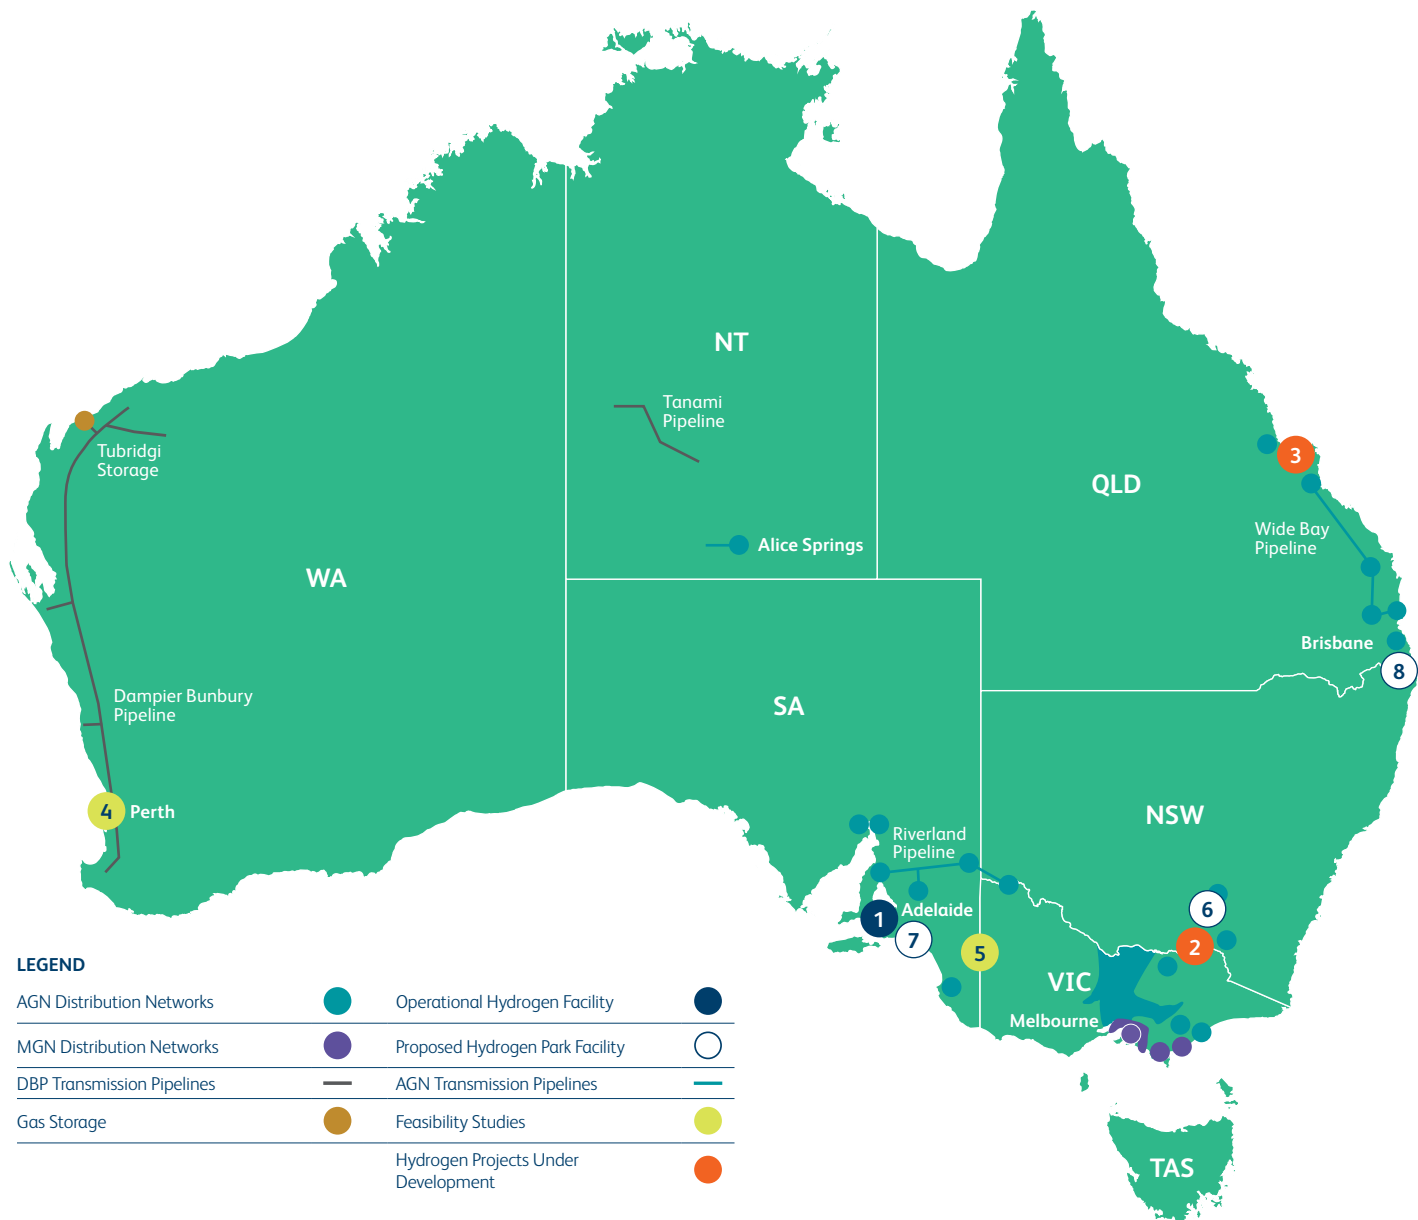 NT
Tanami
Pipeline
Tubridgi
Storage
3
QLD
Wide Bay
Pipeline
Alice Springs
WA
Brisbane
8
Dampier Bunbury
Pipeline
SA
4
Perth
NSW
Riverland
Pipeline
Adelaide
1
7
6
2
5
VIC
Melbourne
TAS
LEGEND
AGN Distribution Networks
Operational Hydrogen Facility
MGN Distribution Networks
Proposed Hydrogen Park Facility
DBP Transmission Pipelines
AGN Transmission Pipelines
Gas Storage
Feasibility Studies
Hydrogen Projects Under
Development